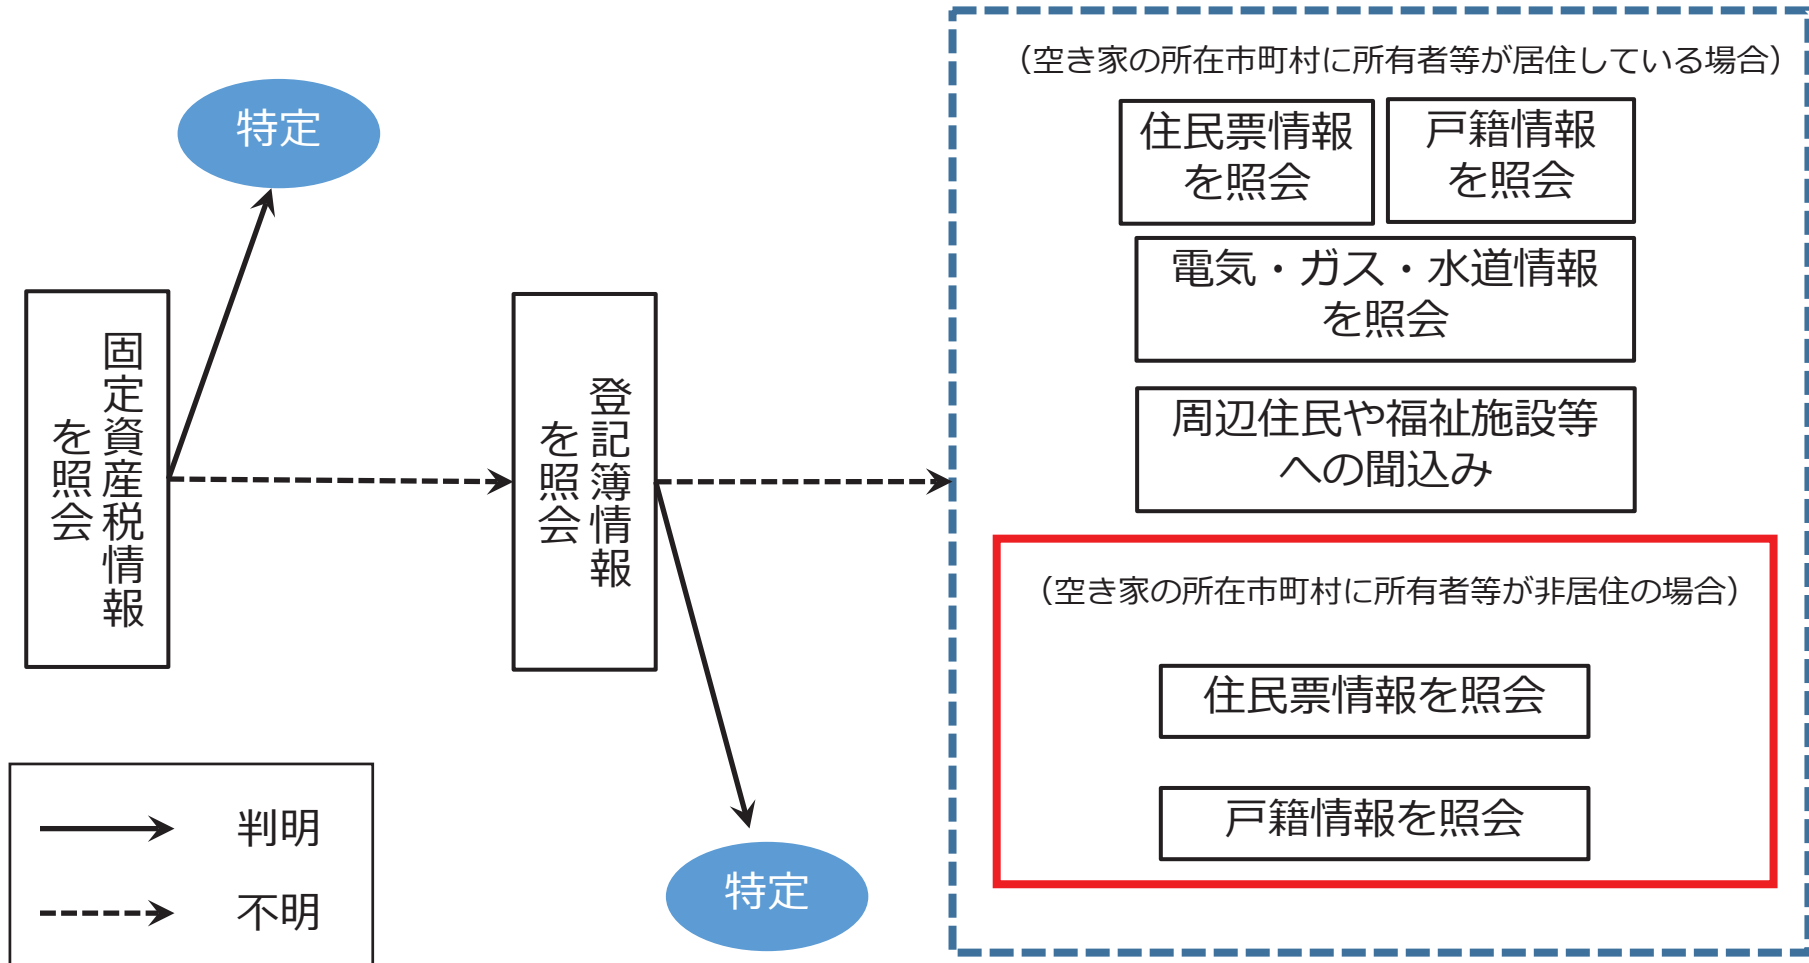 特定
固定資産税情報
を照会
登記簿情報
を照会
特定
判明
不明
（空き家の所在市町村に所有者等が居住している場合）
住民票情報
を照会
戸籍情報
を照会
電気・ガス・水道情報
を照会
周辺住民や福祉施設等
への聞込み
（空き家の所在市町村に所有者等が非居住の場合）
住民票情報を照会
戸籍情報を照会